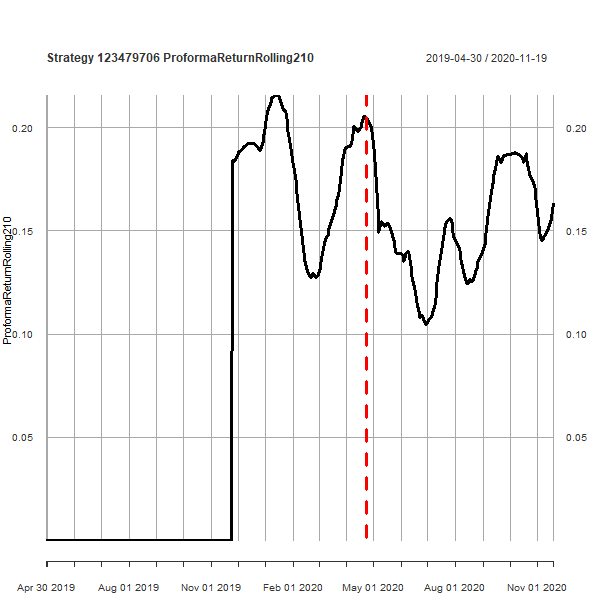 Strategy 123479706 ProformaReturnRolling210
2019-04-30 / 2020-11-19
ProformaReturnRolling210
0.20 0.20
0.15 0.15
0.10 0.10
0.05 0.05
Apr 30 2019 Aug 01 2019 Nov 01 2019 Feb 01 2020 May 01 2020 Aug 01 2020 Nov 01 2020